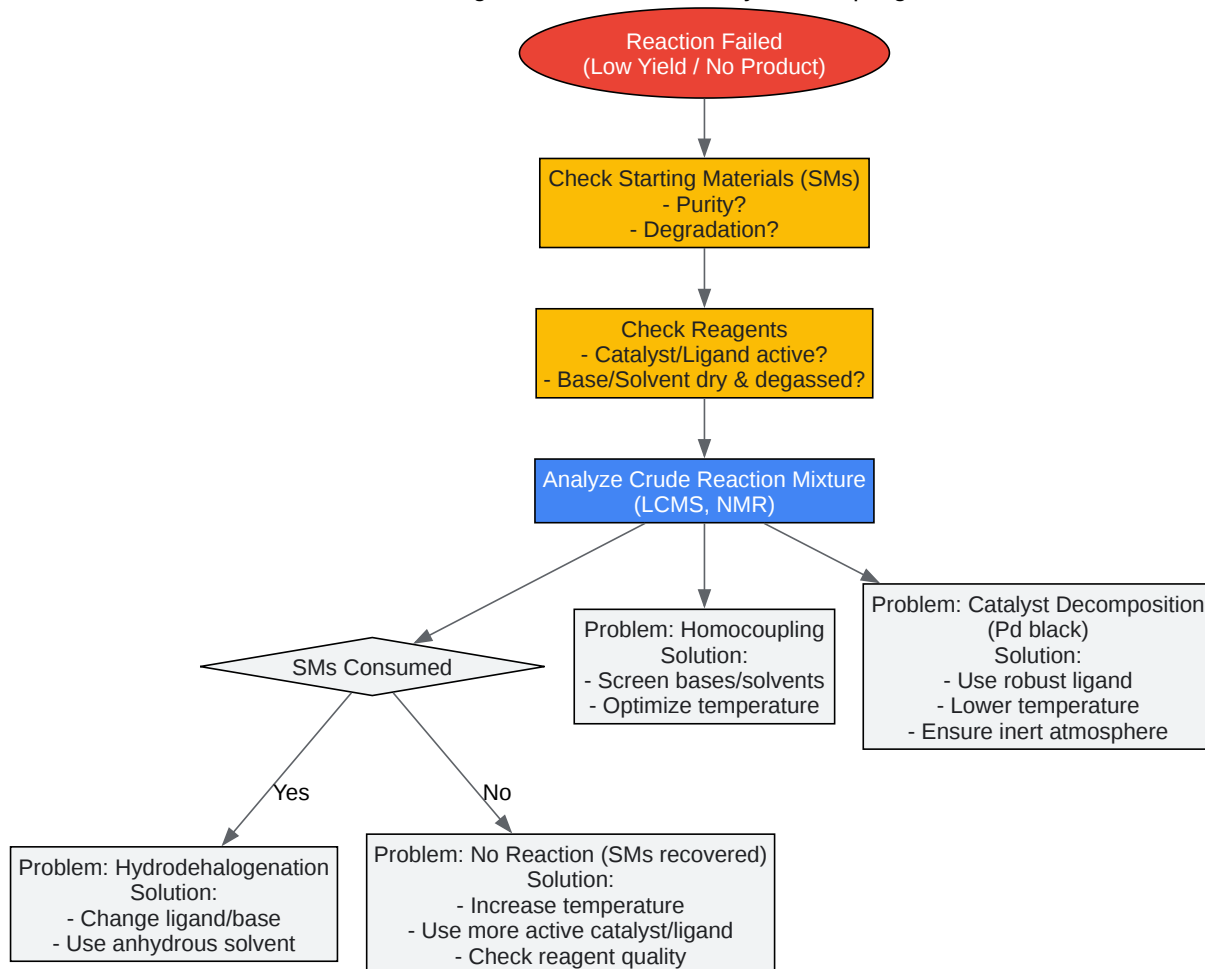 Reaction Failed
(Low Yield / No Product)
Check Starting Materials (SMs)
- Purity?
- Degradation?
Check Reagents
- Catalyst/Ligand active?
- Base/Solvent dry & degassed?
Analyze Crude Reaction Mixture
(LCMS, NMR)
SMs Consumed
Problem: Homocoupling
Solution:
- Screen bases/solvents
- Optimize temperature
Problem: Catalyst Decomposition
(Pd black)
Solution:
- Use robust ligand
- Lower temperature
- Ensure inert atmosphere
Yes
No
Problem: Hydrodehalogenation
Solution:
- Change ligand/base
- Use anhydrous solvent
Problem: No Reaction (SMs recovered)
Solution:
- Increase temperature
- Use more active catalyst/ligand
- Check reagent quality